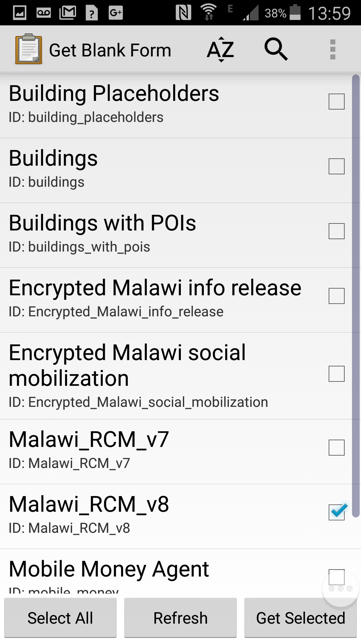 E
38%
13:59
Get Blank Form
AZ
Building Placeholders
ID: building_placeholders
Buildings
ID: buildings
Buildings with POIs
ID: buildings_with_pois
Encrypted Malawi info release
ID: Encrypted_Malawi_info_release
Encrypted Malawi social
mobilization
ID: Encrypted_Malawi_social_mobilization
Malawi_RCM_v7
ID: Malawi_RCM_v7
Malawi_RCM_v8
ID: Malawi_RCM_v8
Mobile Money Agent
ID: mobile_money
Select All
Refresh
Get Selected